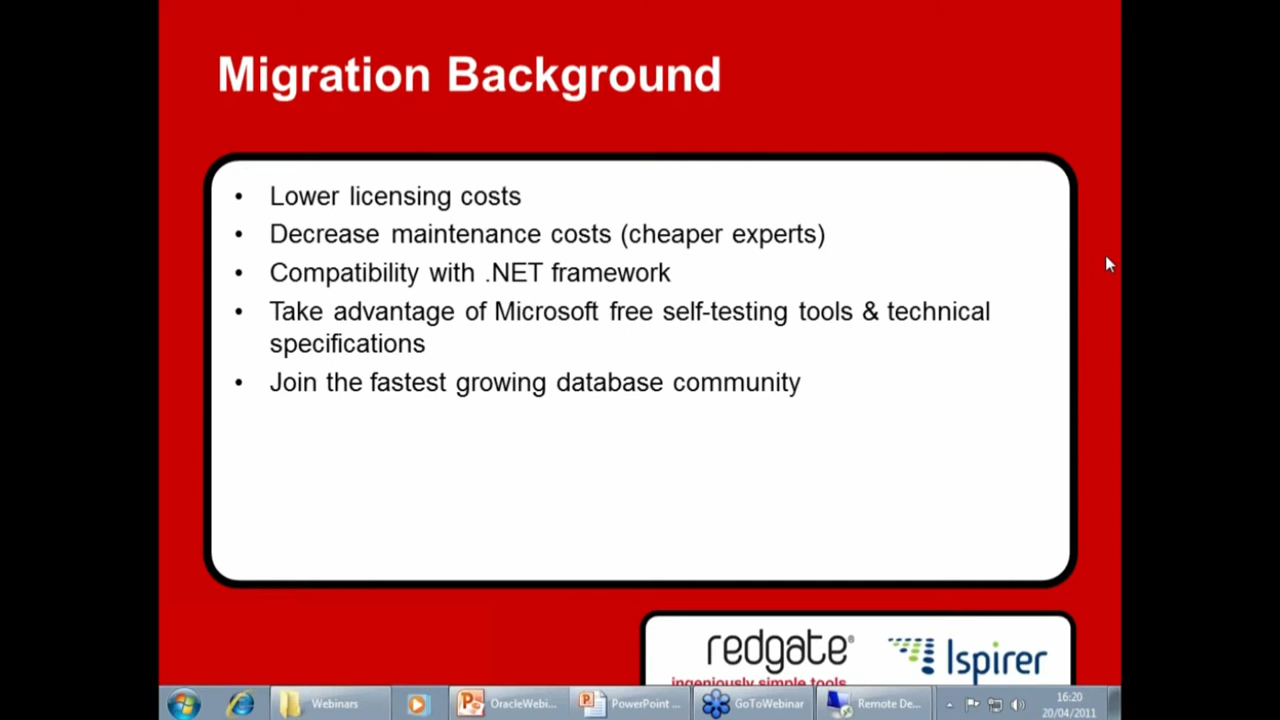 Migration Background
• Lower licensing costs
• Decrease maintenance costs (cheaper experts)
• Compatibility with .NET framework
• Take advantage of Microsoft free self-testing tools & technical
specifications
• Join the fastest growing database community
redgate®
Ispirer
ingeniously simple tools
Webinars
OracleWebi...
PowerPoint ...
GoToWebinar
Remote De...
16:20
20/04/2011